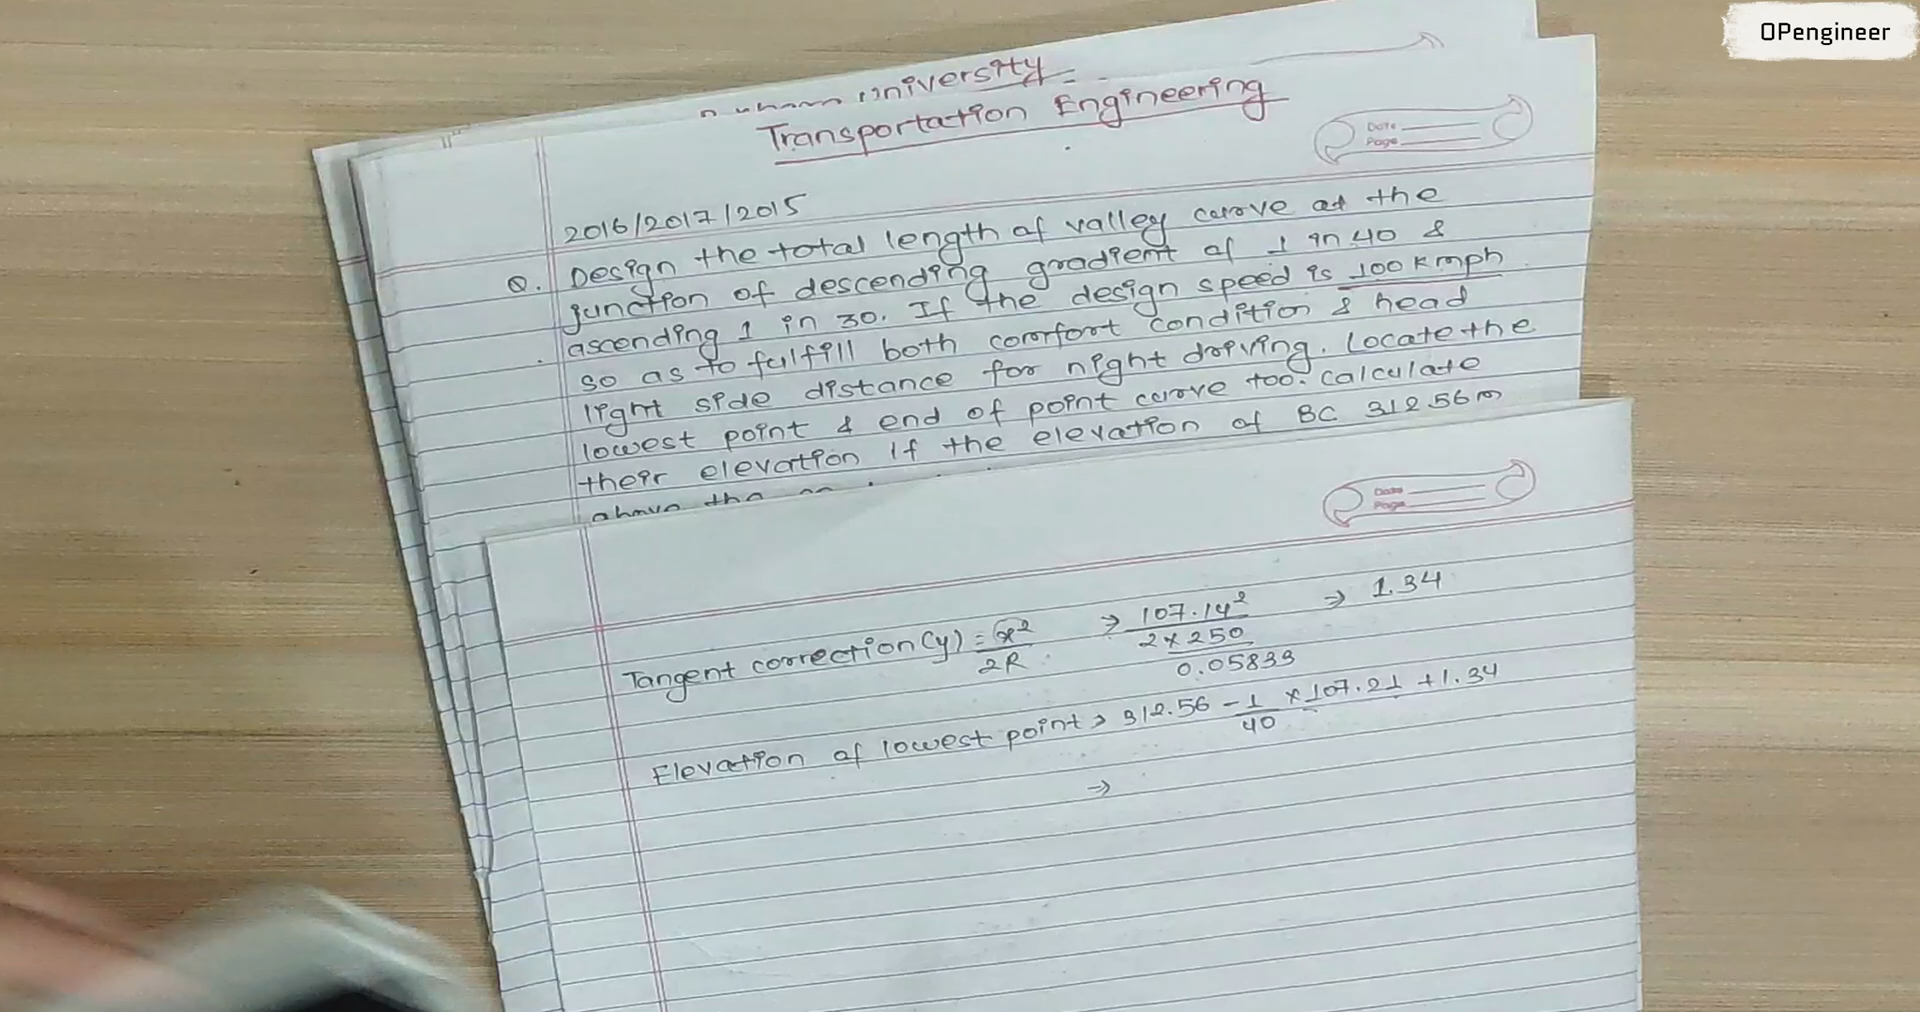 OPengineer
University
Transportation Engineering
Date
Page
2016/2017/2015
Q. Design the total length of valley curve at the
junction of descending gradient of 1 in 40 &
ascending 1 in 30. If the design speed is 100 kmph
so as to fulfill both comfort condition & head
light side distance for night driving. Locate the
lowest point & end of point curve too. Calculate
their elevation if the elevation of BC 312.56m
above the
Date
Page
Tangent correction (y) = x²/2R → 107.14²/(2×250/0.05833) → 1.34
Elevation of lowest point → 312.56 - 1/40 × 107.21 + 1.34
→